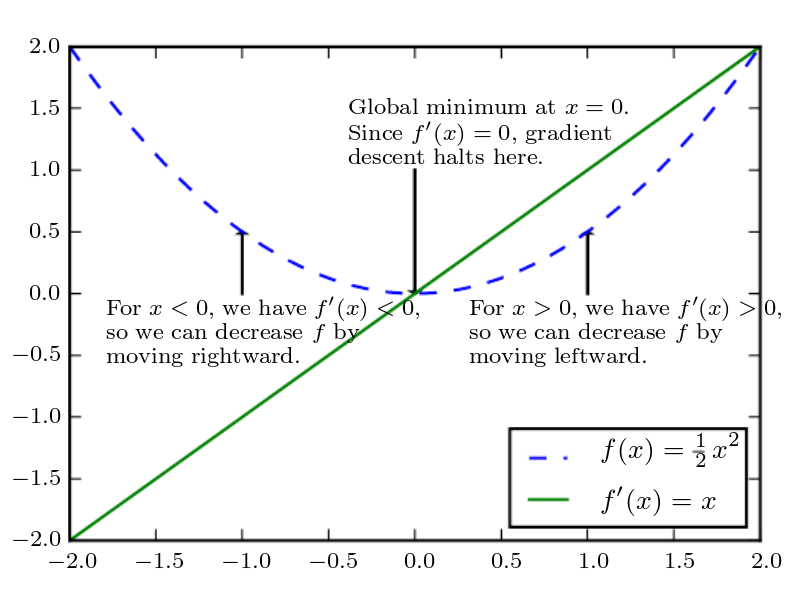 2.0
1.5
1.0
0.5
0.0
−0.5
−1.0
−1.5
−2.0
Global minimum at x = 0.
Since f′(x) = 0, gradient
descent halts here.
For x < 0, we have f′(x) < 0,
so we can decrease f by
moving rightward.
For x > 0, we have f′(x) > 0,
so we can decrease f by
moving leftward.
f(x) = ½ x²
f′(x) = x
−2.0 −1.5 −1.0 −0.5 0.0 0.5 1.0 1.5 2.0